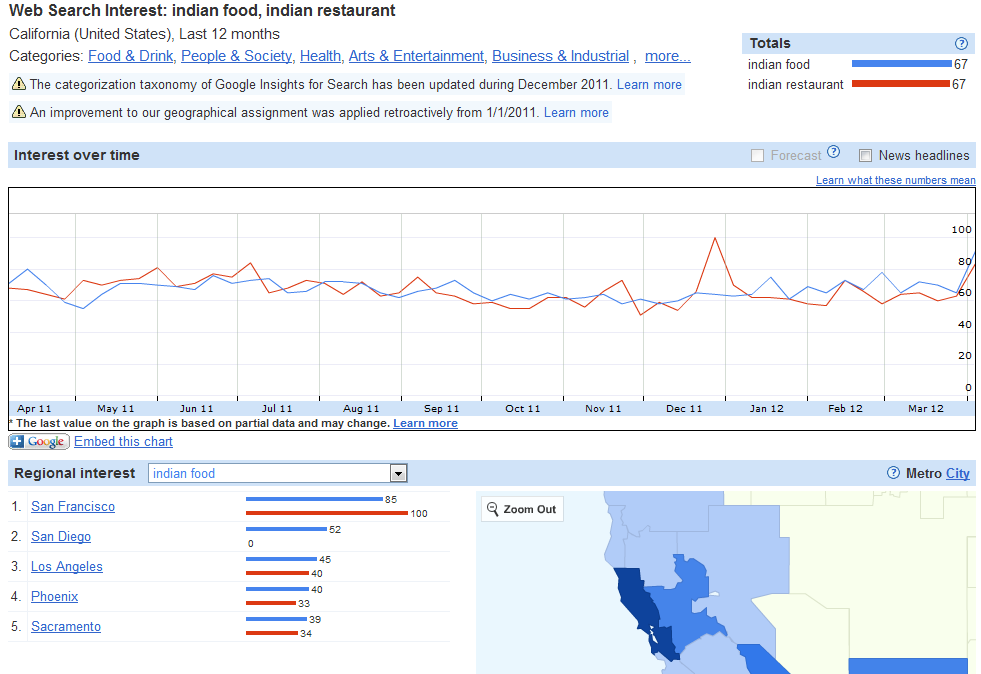 Web Search Interest: indian food, indian restaurant
California (United States), Last 12 months
Categories: Food & Drink, People & Society, Health, Arts & Entertainment, Business & Industrial , more...
The categorization taxonomy of Google Insights for Search has been updated during December 2011. Learn more
An improvement to our geographical assignment was applied retroactively from 1/1/2011. Learn more
Totals ?
indian food 67
indian restaurant 67
Interest over time Forecast ? News headlines
Learn what these numbers mean
100
80
60
40
20
0
Apr 11 May 11 Jun 11 Jul 11 Aug 11 Sep 11 Oct 11 Nov 11 Dec 11 Jan 12 Feb 12 Mar 12
* The last value on the graph is based on partial data and may change. Learn more
+ Google Embed this chart
Regional interest indian food ? Metro City
1. San Francisco 85
100
2. San Diego 52
0
3. Los Angeles 45
40
4. Phoenix 40
33
5. Sacramento 39
34
Zoom Out